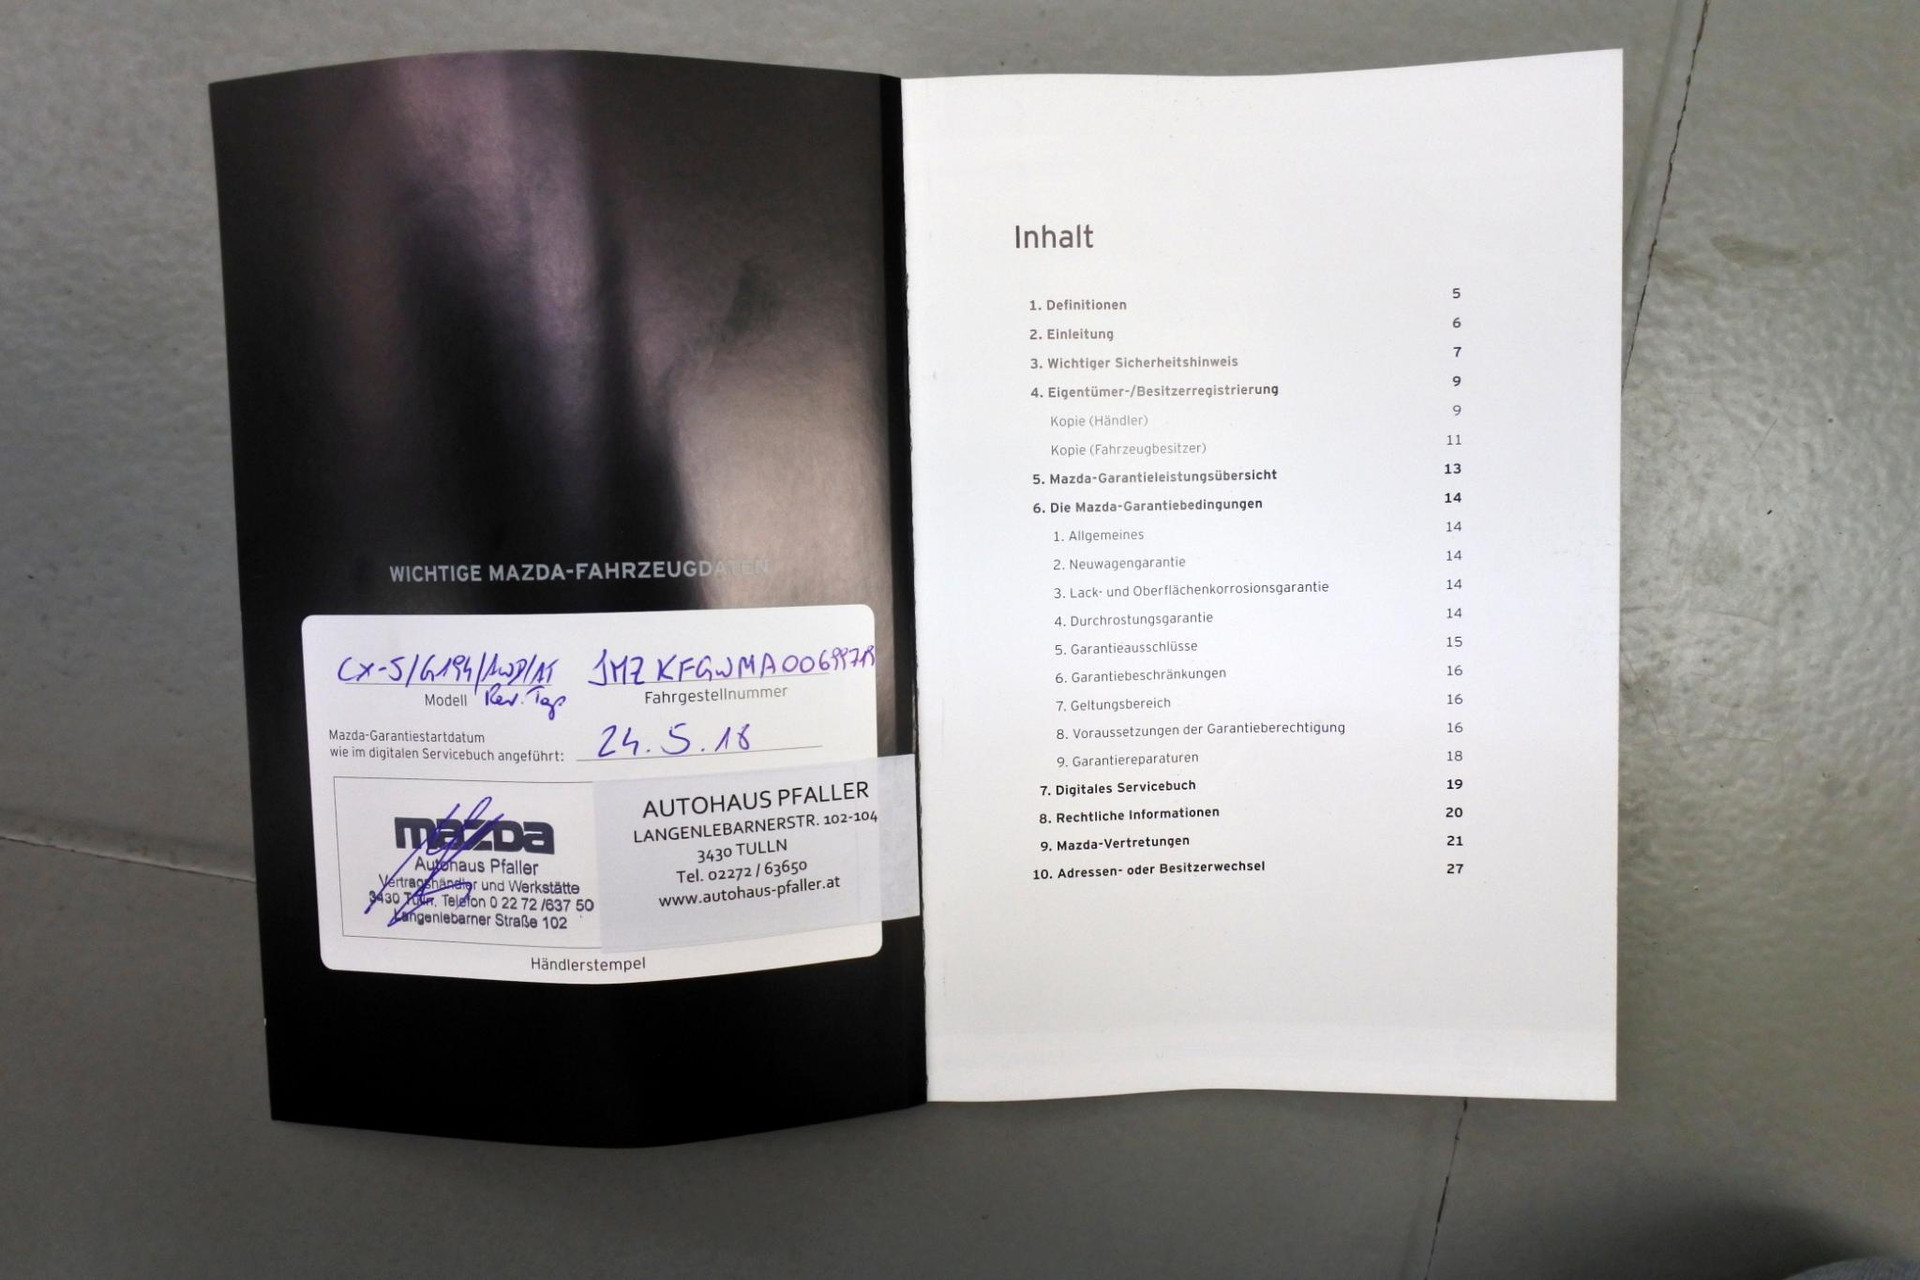 WICHTIGE MAZDA-FAHRZEUGDATEN
CX-5/G194/AWD/AT
Modell Rev. Top
JMZ KFGWMA00699719
Fahrgestellnummer
Mazda-Garantiestartdatum
wie im digitalen Servicebuch angeführt: 24.5.18
mazda
Autohaus Pfaller
Vertragshändler und Werkstätte
3430 Tulln, Telefon 0 22 72 /637 50
Langenlebarner Straße 102
AUTOHAUS PFALLER
LANGENLEBARNERSTR. 102-104
3430 TULLN
Tel. 02272 / 63650
www.autohaus-pfaller.at
Händlerstempel
Inhalt
1. Definitionen 5
2. Einleitung 6
3. Wichtiger Sicherheitshinweis 7
4. Eigentümer-/Besitzerregistrierung 9
Kopie (Händler) 9
Kopie (Fahrzeugbesitzer) 11
5. Mazda-Garantieleistungsübersicht 13
6. Die Mazda-Garantiebedingungen 14
1. Allgemeines 14
2. Neuwagengarantie 14
3. Lack- und Oberflächenkorrosionsgarantie 14
4. Durchrostungsgarantie 14
5. Garantieausschlüsse 15
6. Garantiebeschränkungen 16
7. Geltungsbereich 16
8. Voraussetzungen der Garantieberechtigung 16
9. Garantiereparaturen 18
7. Digitales Servicebuch 19
8. Rechtliche Informationen 20
9. Mazda-Vertretungen 21
10. Adressen- oder Besitzerwechsel 27